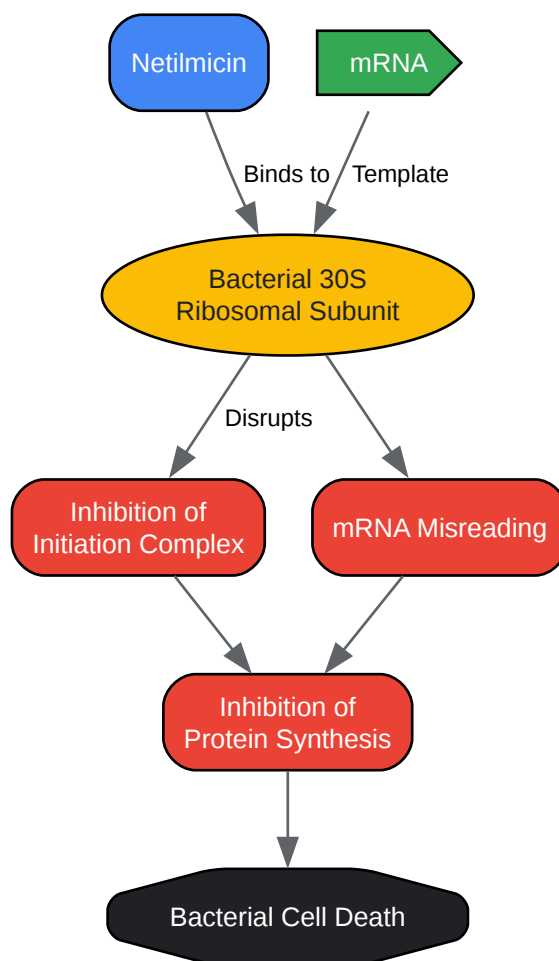 Netilmicin
mRNA
Binds to
Template
Bacterial 30S
Ribosomal Subunit
Disrupts
Inhibition of
Initiation Complex
mRNA Misreading
Inhibition of
Protein Synthesis
Bacterial Cell Death